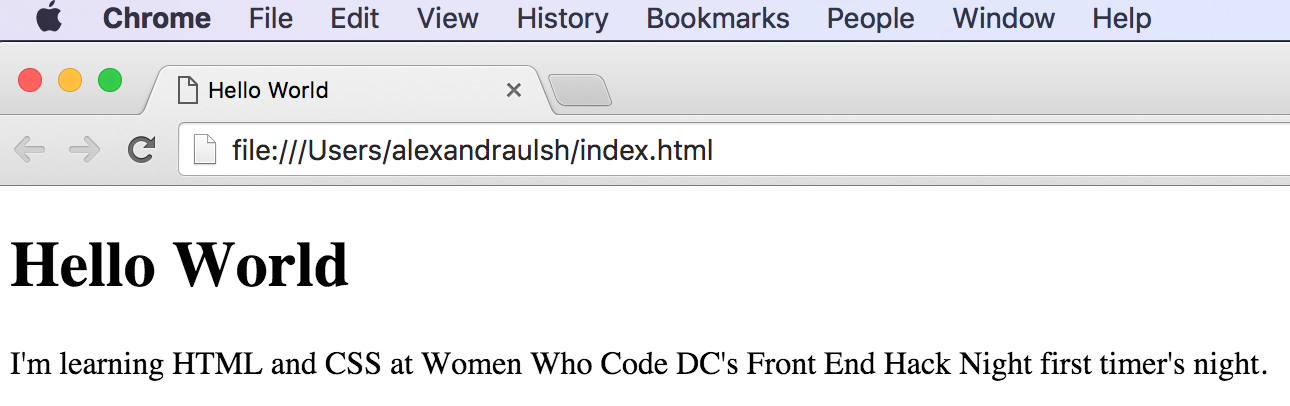 Chrome File Edit View History Bookmarks People Window Help
Hello World
file:///Users/alexandraulsh/index.html
Hello World
I'm learning HTML and CSS at Women Who Code DC's Front End Hack Night first timer's night.